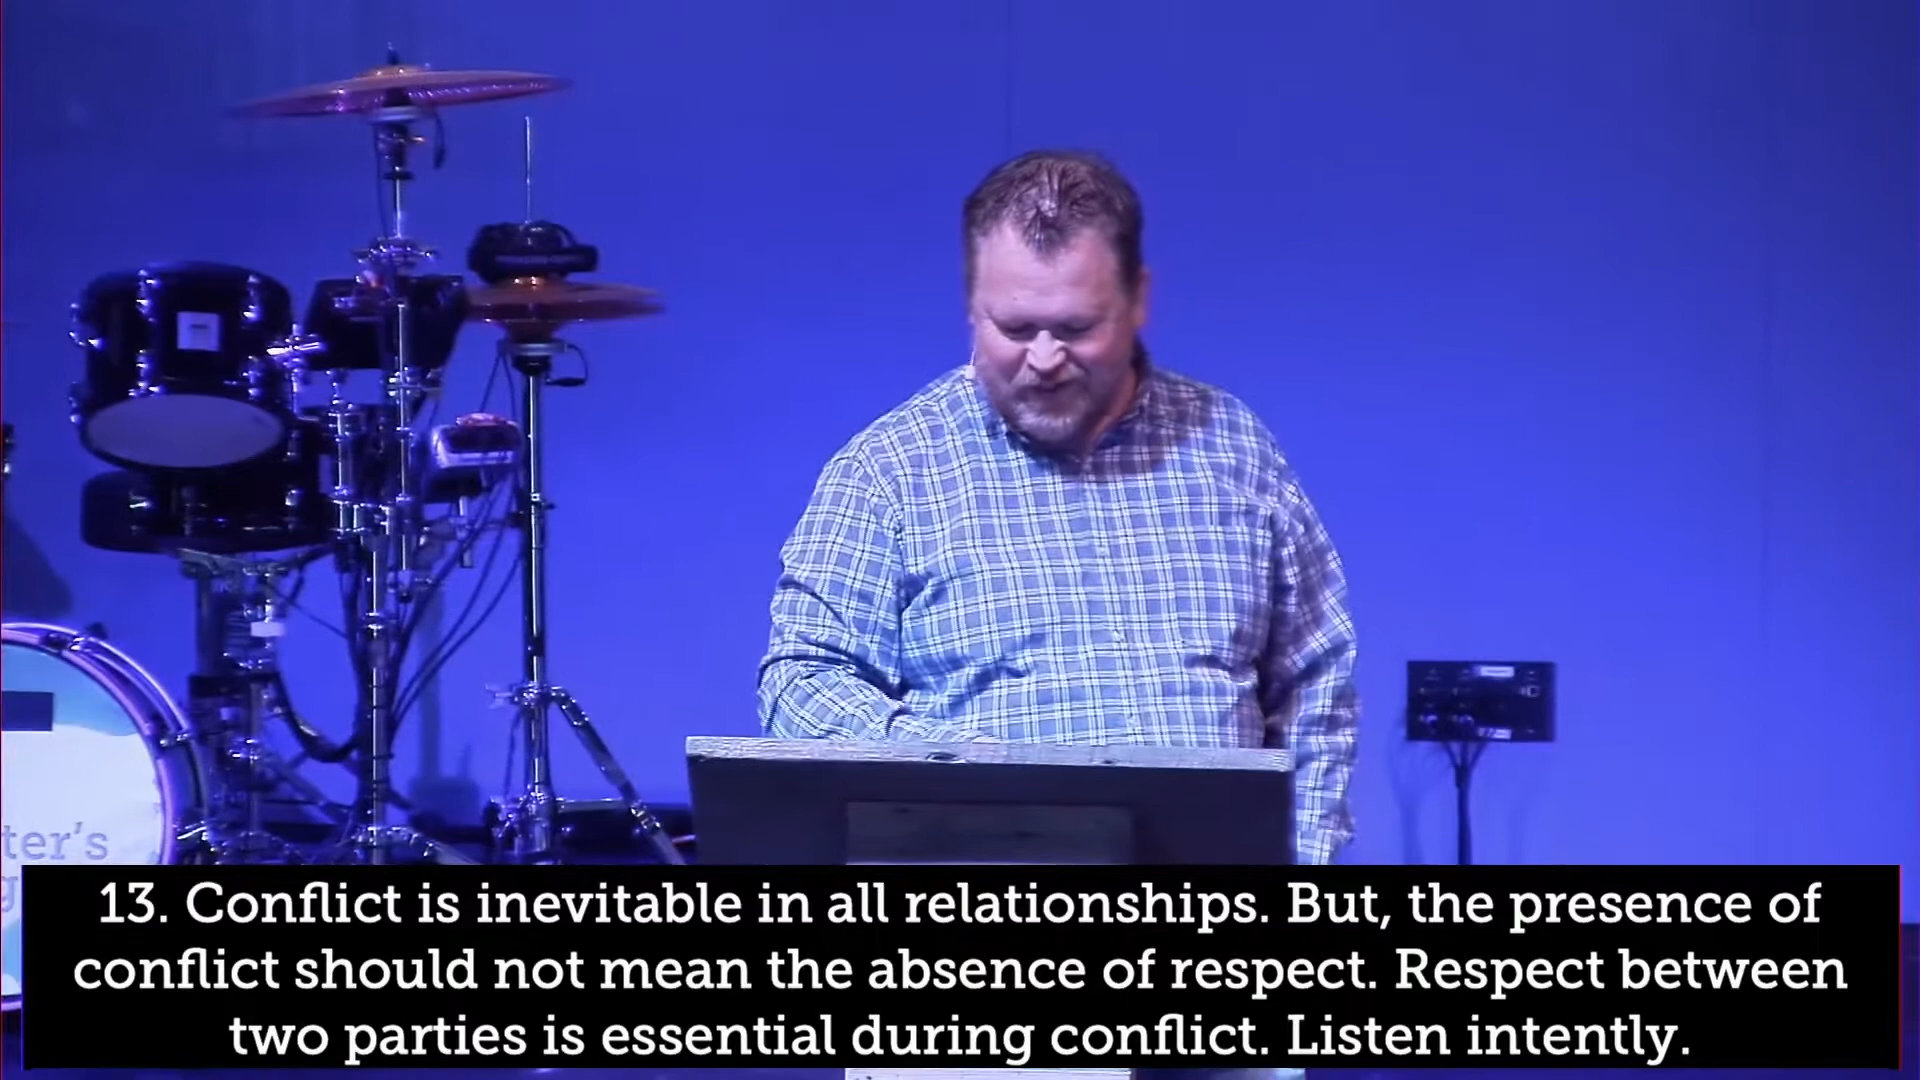 ter's
g
13. Conflict is inevitable in all relationships. But, the presence of
conflict should not mean the absence of respect. Respect between
two parties is essential during conflict. Listen intently.